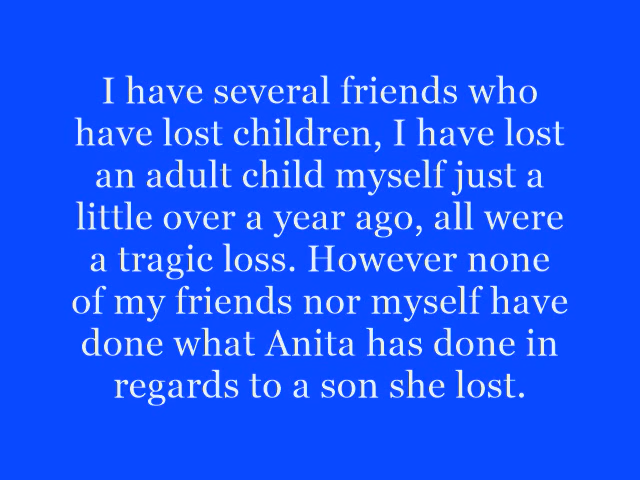 I have several friends who
have lost children, I have lost
an adult child myself just a
little over a year ago, all were
a tragic loss. However none
of my friends nor myself have
done what Anita has done in
regards to a son she lost.